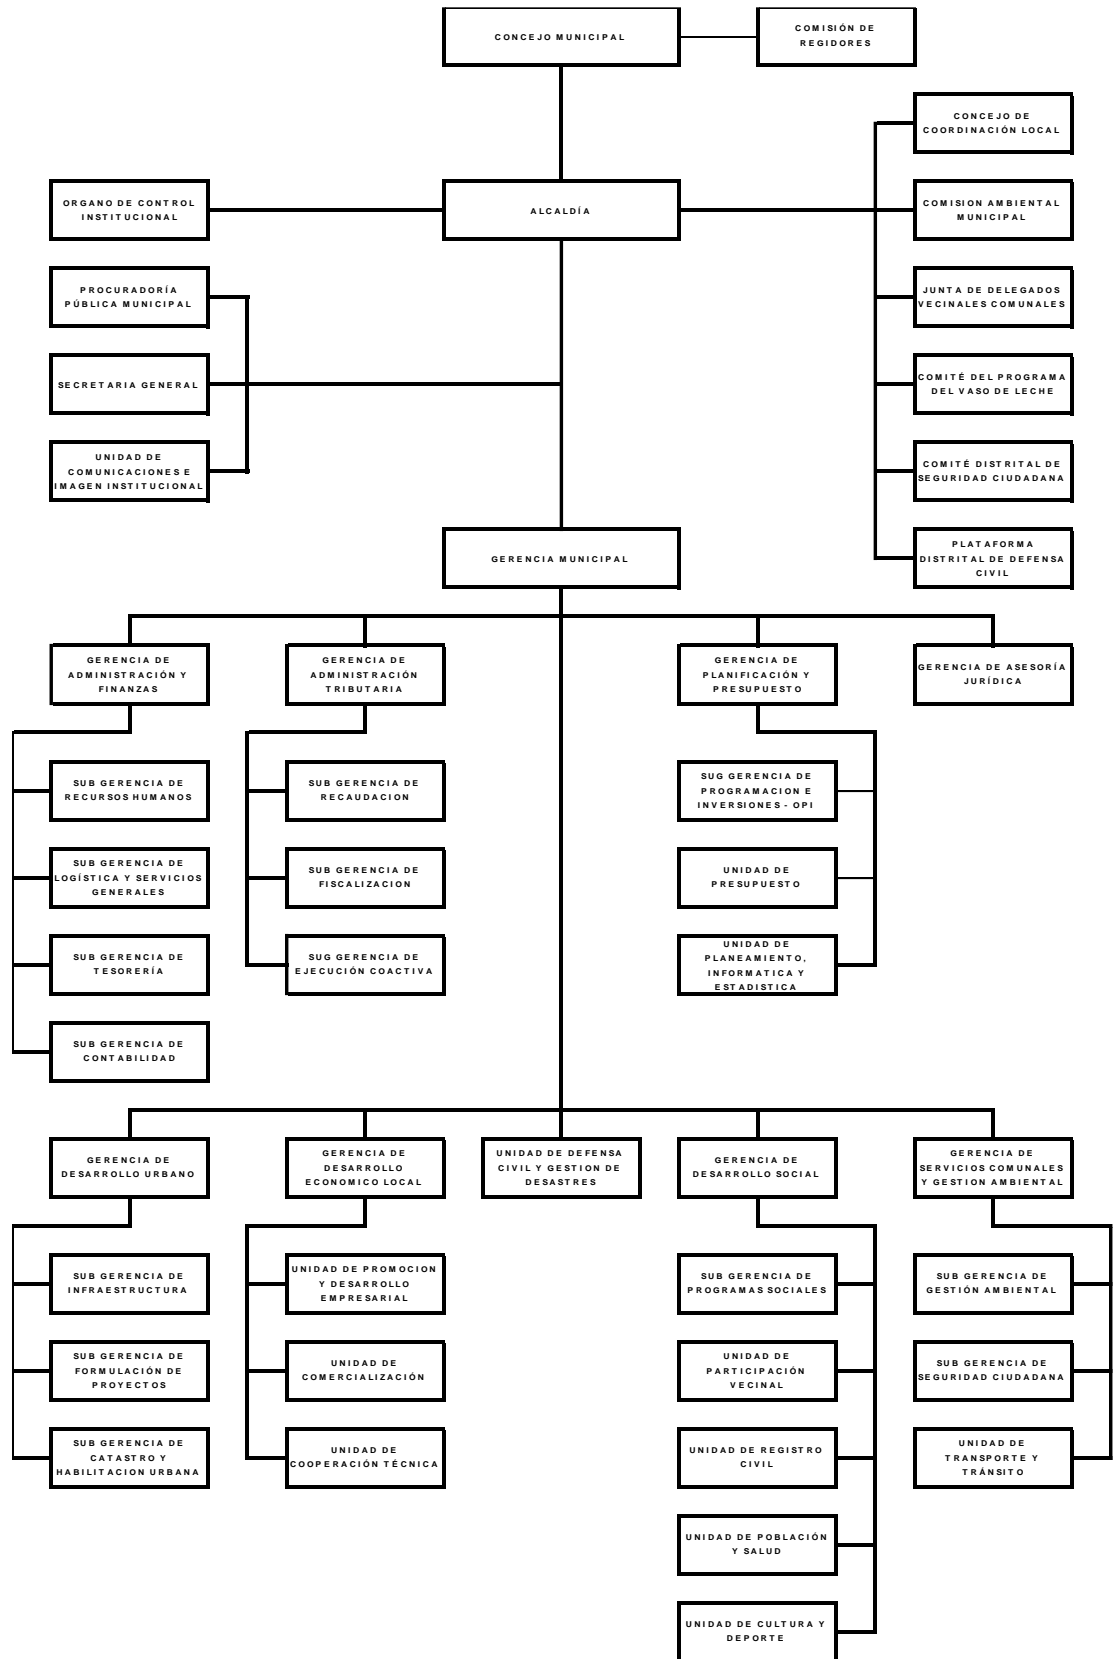 CONCEJO MUNICIPAL
COMISIÓN DE
REGIDORES
CONCEJO DE
COORDINACIÓN LOCAL
ORGANO DE CONTROL
INSTITUCIONAL
ALCALDÍA
COMISION AMBIENTAL
MUNICIPAL
PROCURADORÍA
PÚBLICA MUNICIPAL
JUNTA DE DELEGADOS
VECINALES COMUNALES
SECRETARIA GENERAL
COMITÉ DEL PROGRAMA
DEL VASO DE LECHE
UNIDAD DE
COMUNICACIONES E
IMAGEN INSTITUCIONAL
COMITÉ DISTRITAL DE
SEGURIDAD CIUDADANA
GERENCIA MUNICIPAL
PLATAFORMA
DISTRITAL DE DEFENSA
CIVIL
GERENCIA DE
ADMINISTRACIÓN Y
FINANZAS
GERENCIA DE
ADMINISTRACIÓN
TRIBUTARIA
GERENCIA DE
PLANIFICACIÓN Y
PRESUPUESTO
GERENCIA DE ASESORÍA
JURÍDICA
SUB GERENCIA DE
RECURSOS HUMANOS
SUB GERENCIA DE
RECAUDACION
SUG GERENCIA DE
PROGRAMACION E
INVERSIONES - OPI
SUB GERENCIA DE
LOGÍSTICA Y SERVICIOS
GENERALES
SUB GERENCIA DE
FISCALIZACION
UNIDAD DE
PRESUPUESTO
SUB GERENCIA DE
TESORERÍA
SUG GERENCIA DE
EJECUCIÓN COACTIVA
UNIDAD DE
PLANEAMIENTO,
INFORMATICA Y
ESTADISTICA
SUB GERENCIA DE
CONTABILIDAD
GERENCIA DE
DESARROLLO URBANO
GERENCIA DE
DESARROLLO
ECONOMICO LOCAL
UNIDAD DE DEFENSA
CIVIL Y GESTION DE
DESASTRES
GERENCIA DE
DESARROLLO SOCIAL
GERENCIA DE
SERVICIOS COMUNALES
Y GESTION AMBIENTAL
SUB GERENCIA DE
INFRAESTRUCTURA
UNIDAD DE PROMOCION
Y DESARROLLO
EMPRESARIAL
SUB GERENCIA DE
PROGRAMAS SOCIALES
SUB GERENCIA DE
GESTIÓN AMBIENTAL
SUB GERENCIA DE
FORMULACIÓN DE
PROYECTOS
UNIDAD DE
COMERCIALIZACIÓN
UNIDAD DE
PARTICIPACIÓN
VECINAL
SUB GERENCIA DE
SEGURIDAD CIUDADANA
SUB GERENCIA DE
CATASTRO Y
HABILITACION URBANA
UNIDAD DE
COOPERACIÓN TÉCNICA
UNIDAD DE REGISTRO
CIVIL
UNIDAD DE
TRANSPORTE Y
TRÁNSITO
UNIDAD DE POBLACIÓN
Y SALUD
UNIDAD DE CULTURA Y
DEPORTE